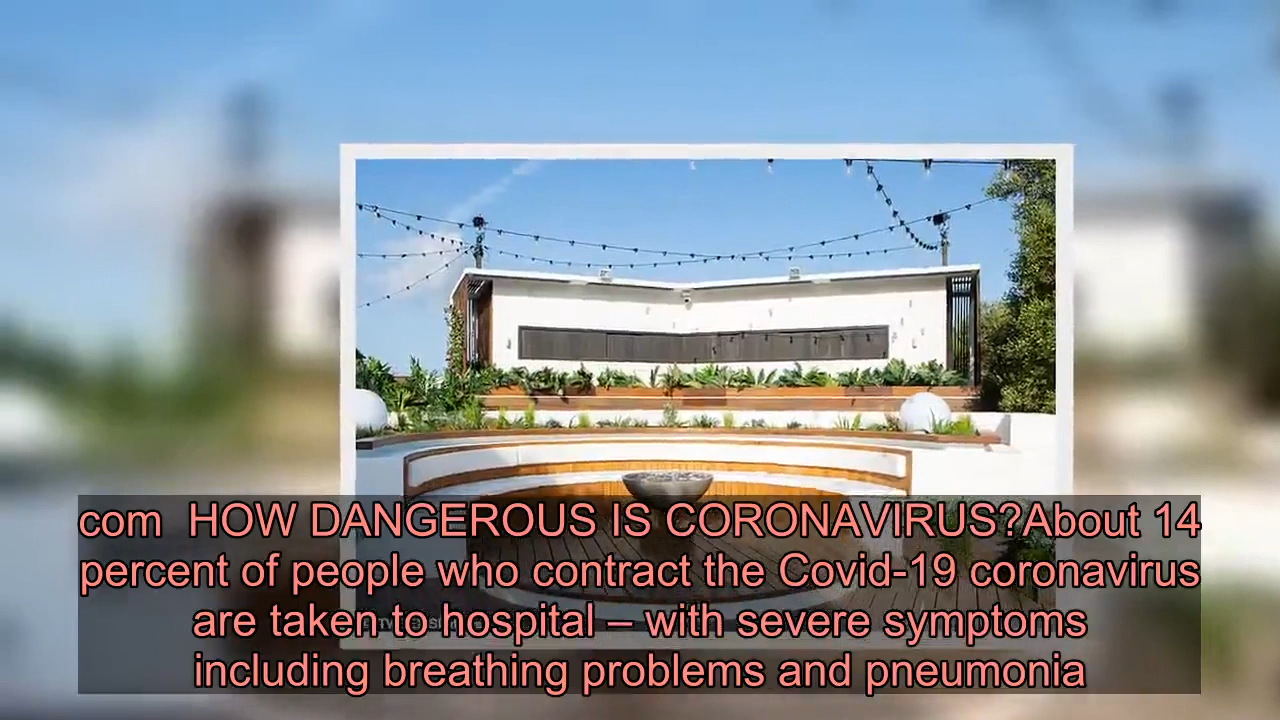 com HOW DANGEROUS IS CORONAVIRUS?About 14
percent of people who contract the Covid-19 coronavirus
are taken to hospital – with severe symptoms
including breathing problems and pneumonia